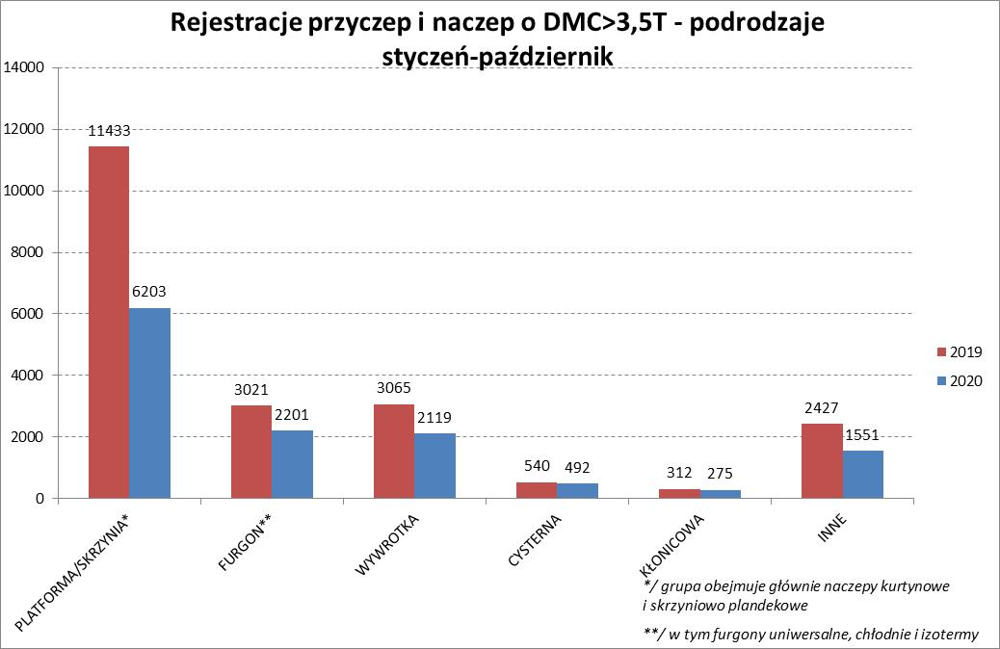 Rejestracje przyczep i naczep o DMC>3,5T - podrodzaje
styczeń-październik
14000
12000
10000
8000
6000
4000
2000
0
11433
6203
3021
2201
3065
2119
540
492
312
275
2427
1551
2019
2020
PLATFORMA/SKRZYNIA*
FURGON**
WYWROTKA
CYSTERNA
KŁONICOWA
INNE
*/ grupa obejmuje głównie naczepy kurtynowe
i skrzyniowo plandekowe
**/ w tym furgony uniwersalne, chłodnie i izotermy